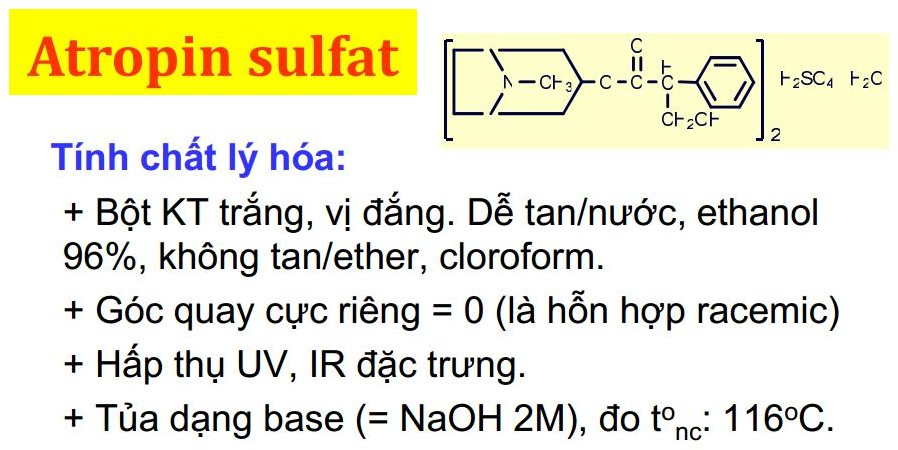 Atropin sulfat
C
N CH3 C C C H
CH2CH
2
H2SC4 H2C
Tính chất lý hóa:
+ Bột KT trắng, vị đắng. Dễ tan/nước, ethanol
96%, không tan/ether, cloroform.
+ Góc quay cực riêng = 0 (là hỗn hợp racemic)
+ Hấp thụ UV, IR đặc trưng.
+ Tủa dạng base (= NaOH 2M), đo tºnc: 116ºC.